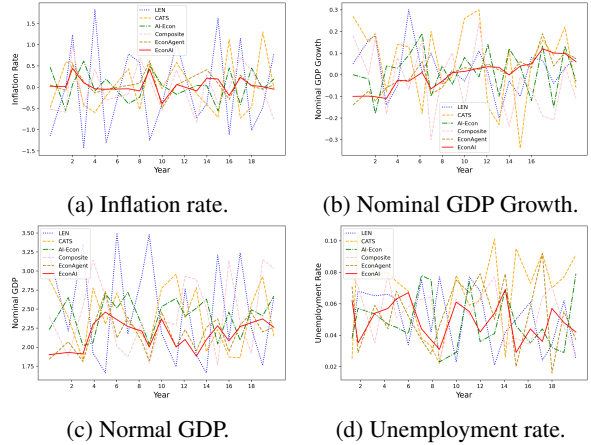 LEN
CATS
AI-Econ
Composite
EconAgent
EconAI
1.5
1.0
0.5
0.0
−0.5
−1.0
Inflation Rate
2 4 6 8 10 12 14 16 18
Year
(a) Inflation rate.
0.3
0.2
0.1
0.0
−0.1
−0.2
−0.3
Nominal GDP Growth
LEN
CATS
AI-Econ
Composite
EconAgent
EconAI
2 4 6 8 10 12 14 16
Year
(b) Nominal GDP Growth.
LEN
CATS
AI-Econ
Composite
EconAgent
EconAI
3.50
3.25
3.00
2.75
2.50
2.25
2.00
1.75
Nominal GDP
2 4 6 8 10 12 14 16 18
Year
(c) Normal GDP.
LEN
CATS
AI-Econ
Composite
EconAgent
EconAI
0.10
0.08
0.06
0.04
0.02
Unemployment Rate
2 4 6 8 10 12 14 16 18
Year
(d) Unemployment rate.